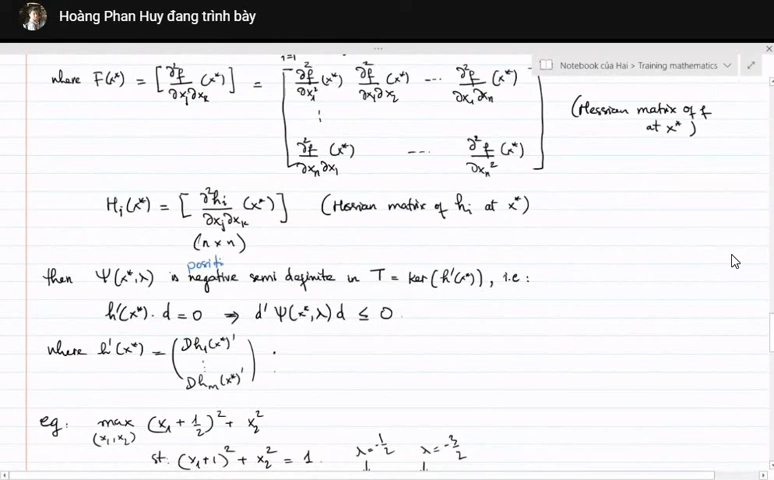 Hoàng Phan Huy đang trình bày
Notebook của Hai > Training mathematics
i=1
where F(x*) = [∂²f/∂xⱼ∂xₖ (x*)] = [∂²f/∂x₁² (x*) ∂²f/∂x₁∂x₂ (x*) --- ∂²f/∂x₁∂xₙ (x*)
⋮
∂²f/∂xₙ∂x₁ (x*) --- ∂²f/∂xₙ² (x*)]
(Hessian matrix of f
at x*)
Hᵢ(x*) = [∂²hᵢ/∂xⱼ∂xₖ (x*)] (Hessian matrix of hᵢ at x*)
(n × n)
positi
then Ψ(x*,λ) is negative semi definite in T = ker(h'(x*)), i.e:
h'(x*). d = 0 ⇒ d' Ψ(x*,λ) d ≤ 0.
where h'(x*) = (Dh₁(x*)'
⋮
Dhₘ(x*)')
eg. max (x₁ + 1/2)² + x₂²
(x₁,x₂)
st. (x₁+1)² + x₂² = 1. λ=-1/2 λ=-3/2